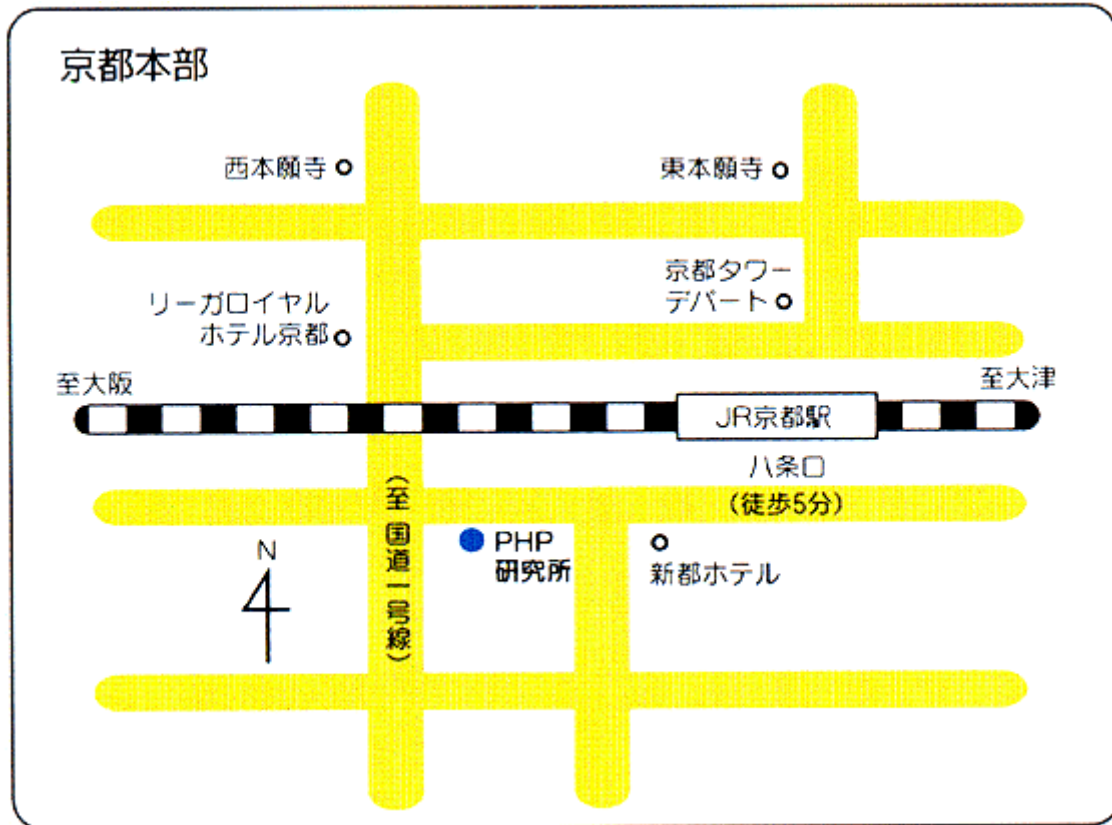 京都本部
西本願寺
東本願寺
京都タワー
デパート
リーガロイヤル
ホテル京都
至大阪
至大津
JR京都駅
八条口
(徒歩5分)
(至国道一号線)
PHP
研究所
新都ホテル
N